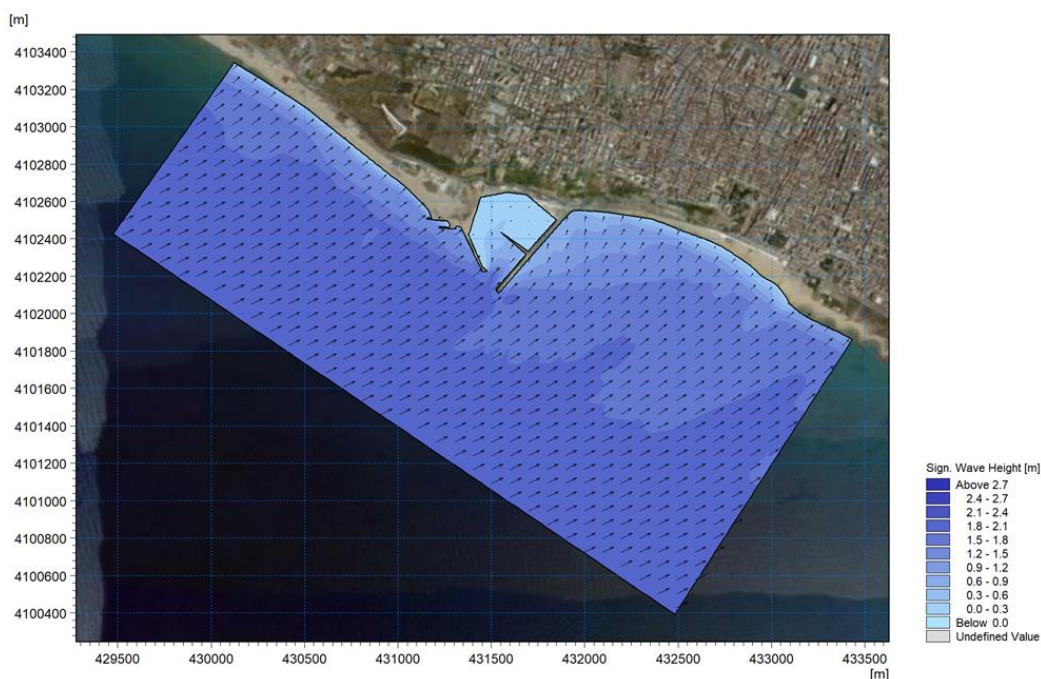 [m]
4103400
4103200
4103000
4102800
4102600
4102400
4102200
4102000
4101800
4101600
4101400
4101200
4101000
4100800
4100600
4100400
429500 430000 430500 431000 431500 432000 432500 433000 433500
[m]
Sign. Wave Height [m]
Above 2.7
2.4 - 2.7
2.1 - 2.4
1.8 - 2.1
1.5 - 1.8
1.2 - 1.5
0.9 - 1.2
0.6 - 0.9
0.3 - 0.6
0.0 - 0.3
Below 0.0
Undefined Value